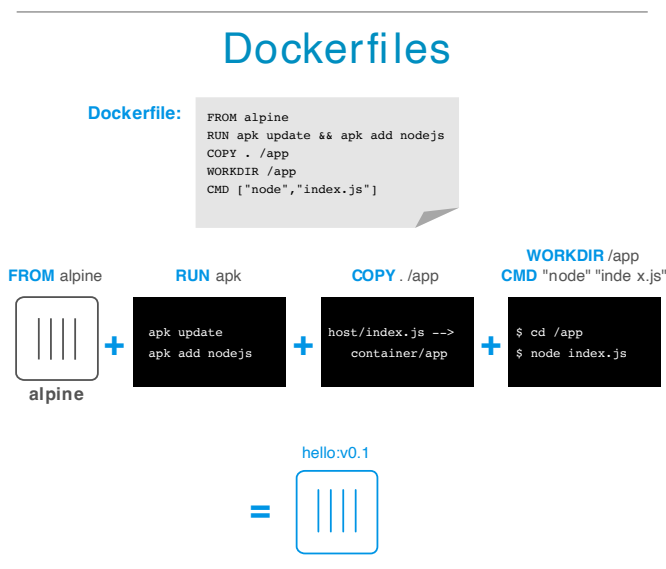 Dockerfiles
Dockerfile:
FROM alpine
RUN apk update && apk add nodejs
COPY . /app
WORKDIR /app
CMD ["node","index.js"]
FROM alpine
RUN apk
COPY . /app
WORKDIR /app
CMD "node" "inde x.js"
alpine
+
apk update
apk add nodejs
+
host/index.js -->
container/app
+
$ cd /app
$ node index.js
hello:v0.1
=